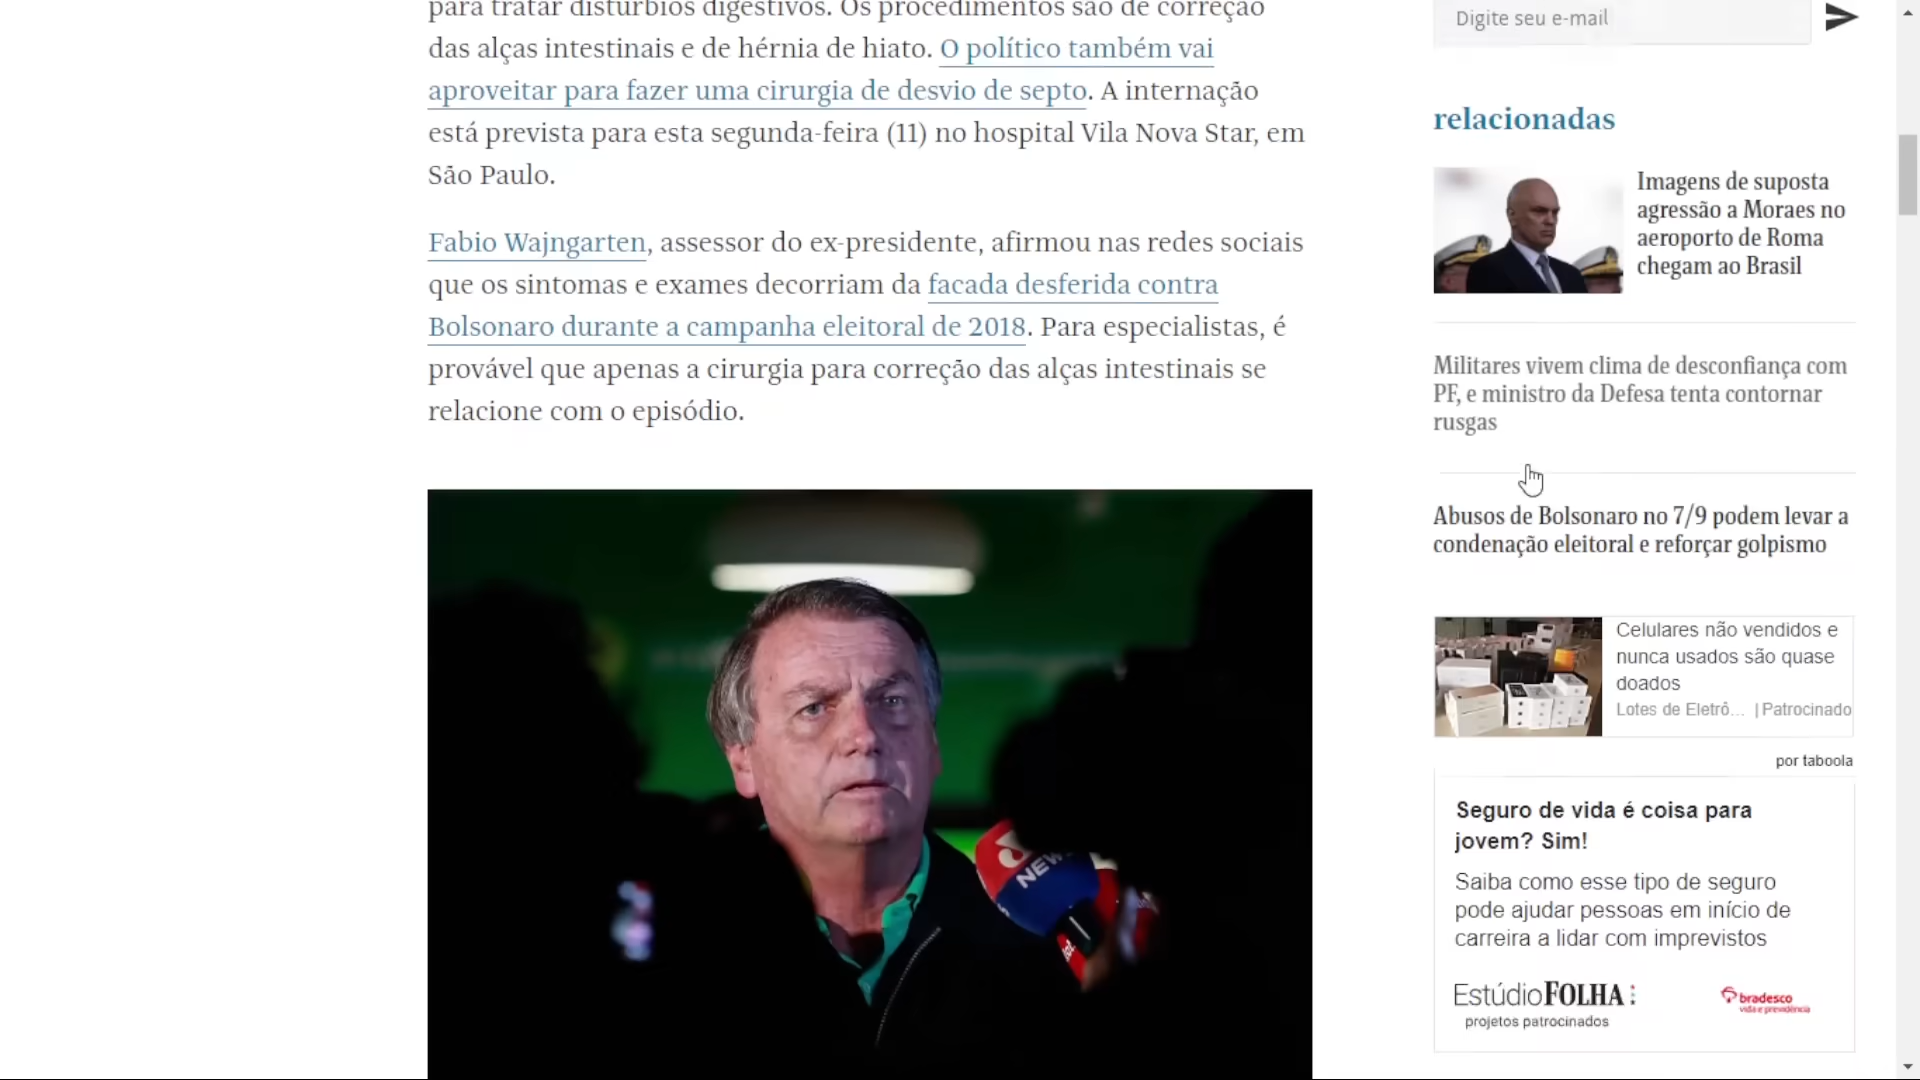 para tratar distúrbios digestivos. Os procedimentos são de correção
das alças intestinais e de hérnia de hiato. O político também vai
aproveitar para fazer uma cirurgia de desvio de septo. A internação
está prevista para esta segunda-feira (11) no hospital Vila Nova Star, em
São Paulo.
Fabio Wajngarten, assessor do ex-presidente, afirmou nas redes sociais
que os sintomas e exames decorriam da facada desferida contra
Bolsonaro durante a campanha eleitoral de 2018. Para especialistas, é
provável que apenas a cirurgia para correção das alças intestinais se
relacione com o episódio.
NEWS
Digite seu e-mail
relacionadas
Imagens de suposta
agressão a Moraes no
aeroporto de Roma
chegam ao Brasil
Militares vivem clima de desconfiança com
PF, e ministro da Defesa tenta contornar
rusgas
Abusos de Bolsonaro no 7/9 podem levar a
condenação eleitoral e reforçar golpismo
Celulares não vendidos e
nunca usados são quase
doados
Lotes de Eletrô... | Patrocinado
por taboola
Seguro de vida é coisa para
jovem? Sim!
Saiba como esse tipo de seguro
pode ajudar pessoas em início de
carreira a lidar com imprevistos
EstúdioFOLHA
projetos patrocinados
bradesco
vida e previdência